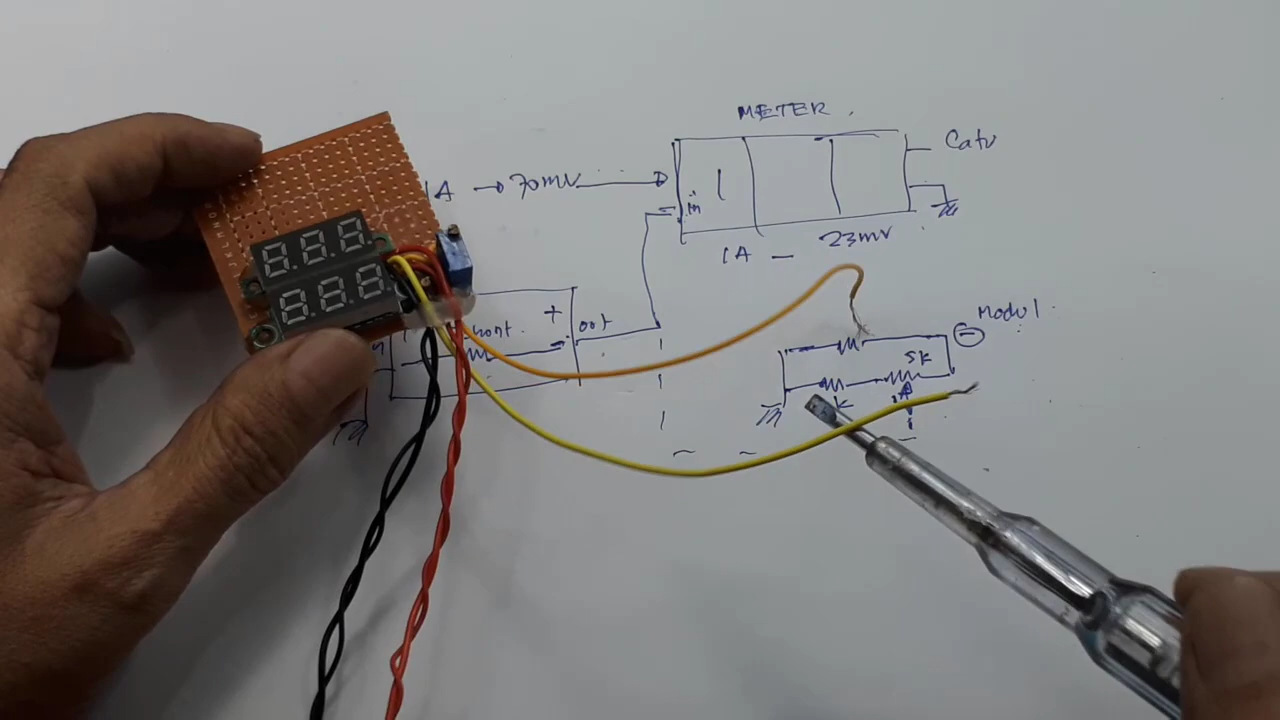 METER.
Catu
1A → 70mV
in
1A — 23mV
+
out
Modul
5k